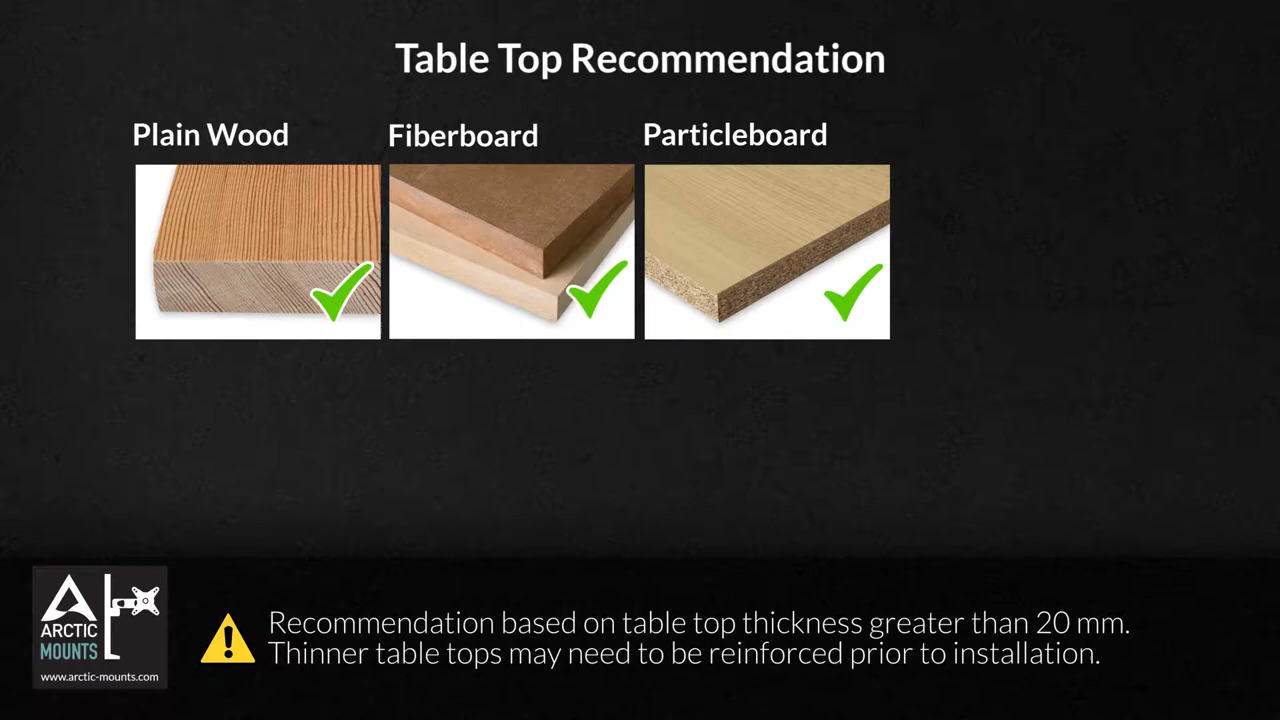 Table Top Recommendation
Plain Wood
Fiberboard
Particleboard
Recommendation based on table top thickness greater than 20 mm.
Thinner table tops may need to be reinforced prior to installation.
ARCTIC
MOUNTS
www.arctic-mounts.com